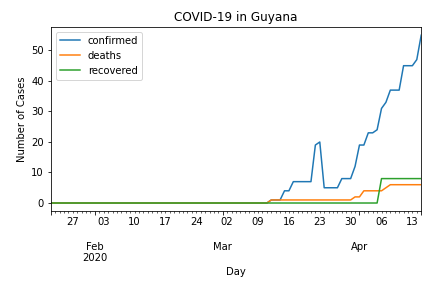 COVID-19 in Guyana
confirmed
deaths
recovered
Number of Cases
50
40
30
20
10
0
27 03 10 17 24 02 09 16 23 30 06 13
Feb Mar Apr
2020
Day